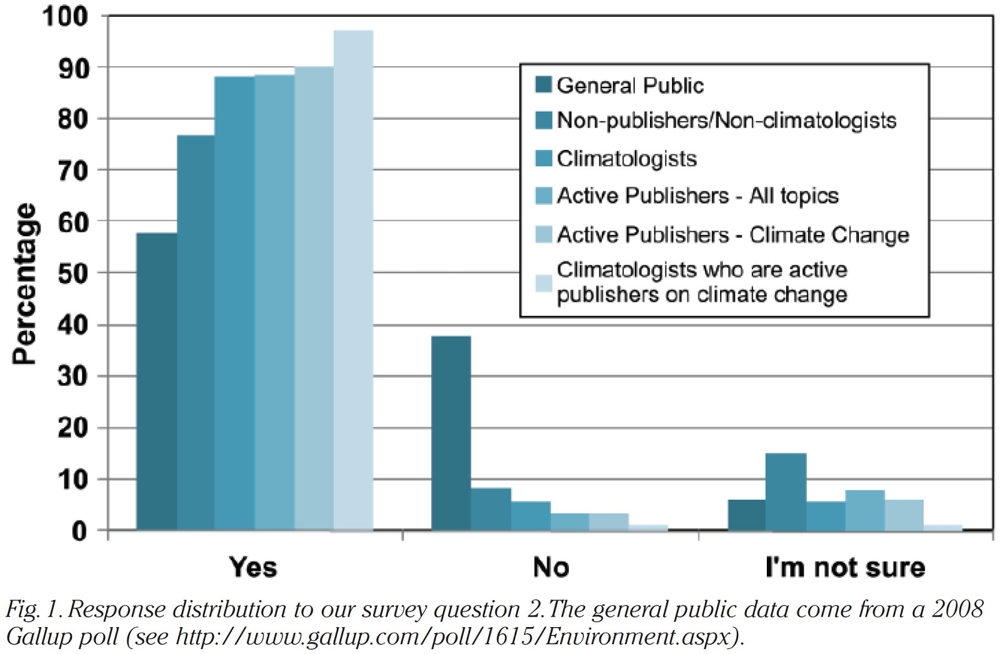 100
90
80
70
60
50
40
30
20
10
0
Percentage
General Public
Non-publishers/Non-climatologists
Climatologists
Active Publishers - All topics
Active Publishers - Climate Change
Climatologists who are active
publishers on climate change
Yes
No
I'm not sure
Fig. 1. Response distribution to our survey question 2. The general public data come from a 2008
Gallup poll (see http://www.gallup.com/poll/1615/Environment.aspx).